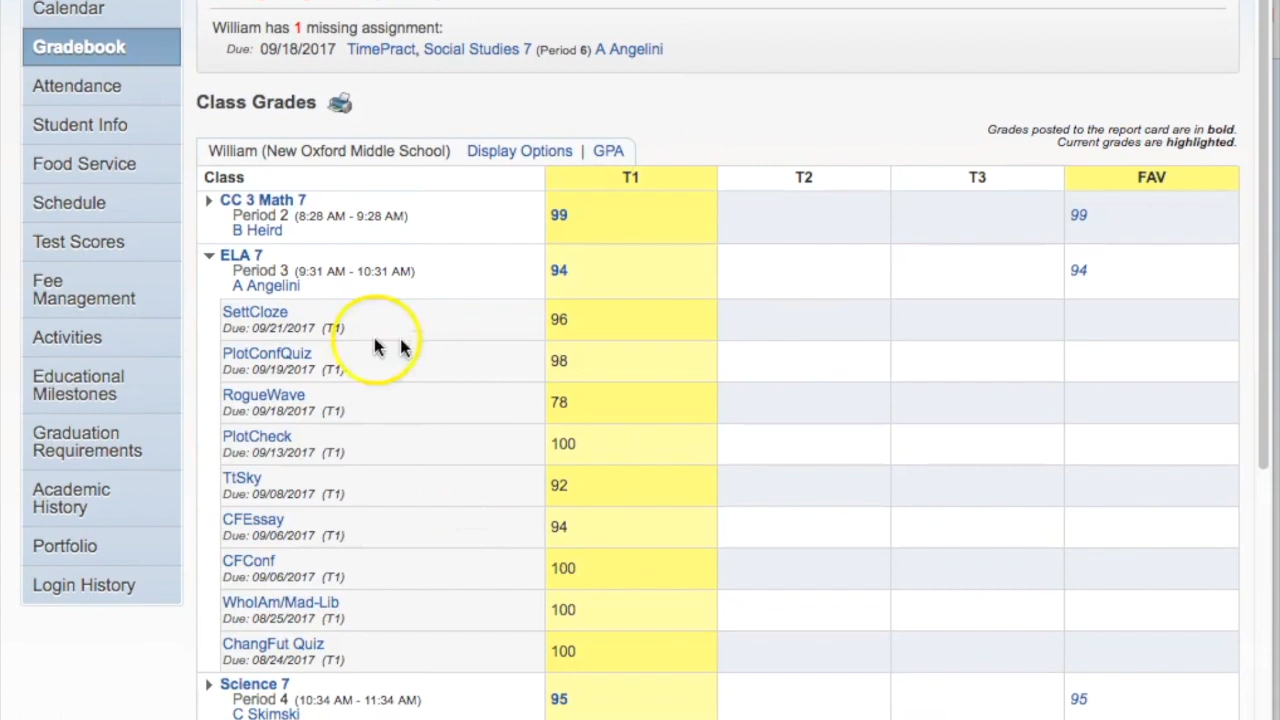 Calendar
Gradebook
Attendance
Student Info
Food Service
Schedule
Test Scores
Fee
Management
Activities
Educational
Milestones
Graduation
Requirements
Academic
History
Portfolio
Login History
William has 1 missing assignment:
Due: 09/18/2017 TimePract, Social Studies 7 (Period 6) A Angelini
Class Grades
Grades posted to the report card are in bold.
Current grades are highlighted.
William (New Oxford Middle School) Display Options | GPA
Class T1 T2 T3 FAV
CC 3 Math 7
Period 2 (8:28 AM - 9:28 AM) 99 99
B Heird
ELA 7
Period 3 (9:31 AM - 10:31 AM) 94 94
A Angelini
SettCloze 96
Due: 09/21/2017 (T1)
PlotConfQuiz 98
Due: 09/19/2017 (T1)
RogueWave 78
Due: 09/18/2017 (T1)
PlotCheck 100
Due: 09/13/2017 (T1)
TtSky 92
Due: 09/08/2017 (T1)
CFEssay 94
Due: 09/06/2017 (T1)
CFConf 100
Due: 09/06/2017 (T1)
WhoIAm/Mad-Lib 100
Due: 08/25/2017 (T1)
ChangFut Quiz 100
Due: 08/24/2017 (T1)
Science 7
Period 4 (10:34 AM - 11:34 AM) 95 95
C Skimski